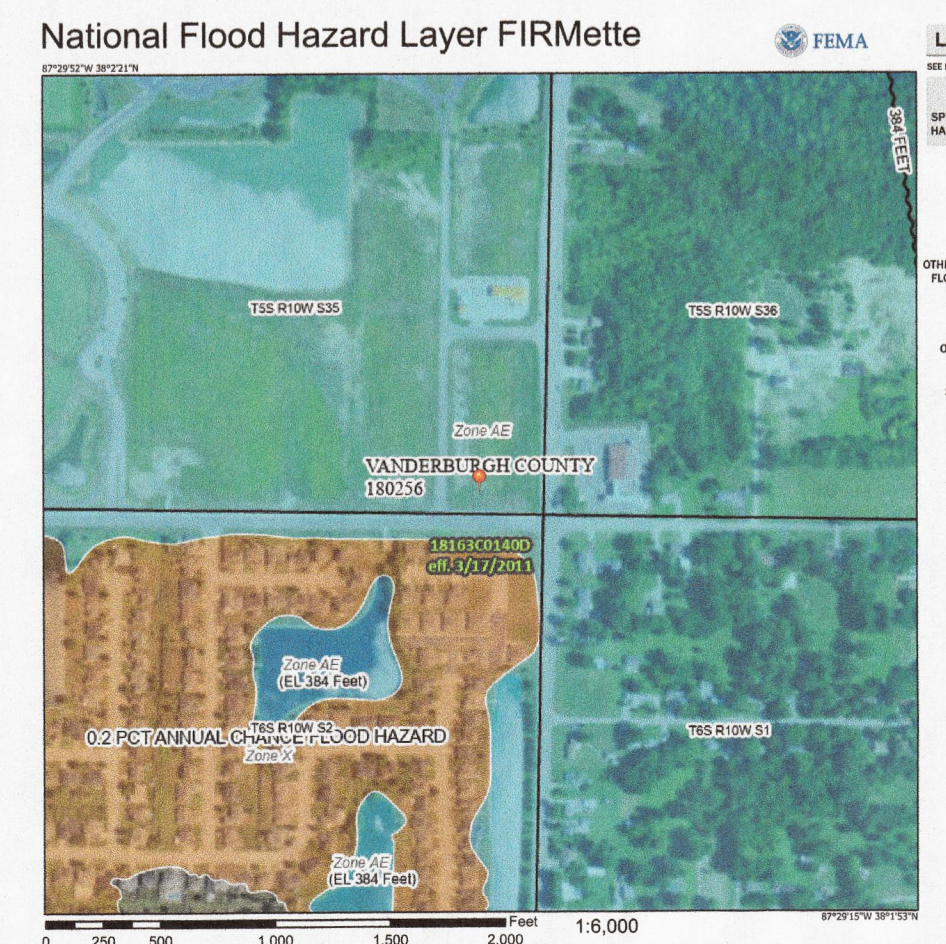 National Flood Hazard Layer FIRMette
FEMA
87°29'52"W 38°2'21"N
SEE
384 FEET
T5S R10W S35
T5S R10W S36
Zone AE
VANDERBURGH COUNTY
180256
18163C0140D
eff. 3/17/2011
Zone AE
(EL 384 Feet)
T6S R10W S2
0.2 PCT ANNUAL CHANCE FLOOD HAZARD
Zone X
T6S R10W S1
Zone AE
(EL 384 Feet)
Feet
1:6,000
87°29'15"W 38°1'53"N
0 250 500 1,000 1,500 2,000